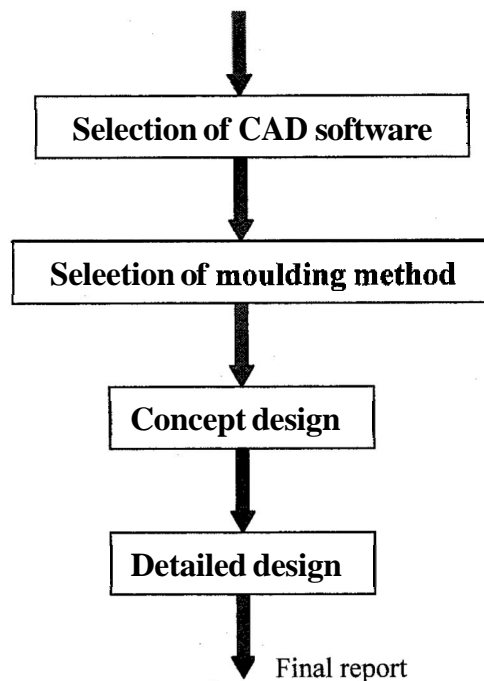 Selection of CAD software
Seleetion of moulding method
Concept design
Detailed design
Final report